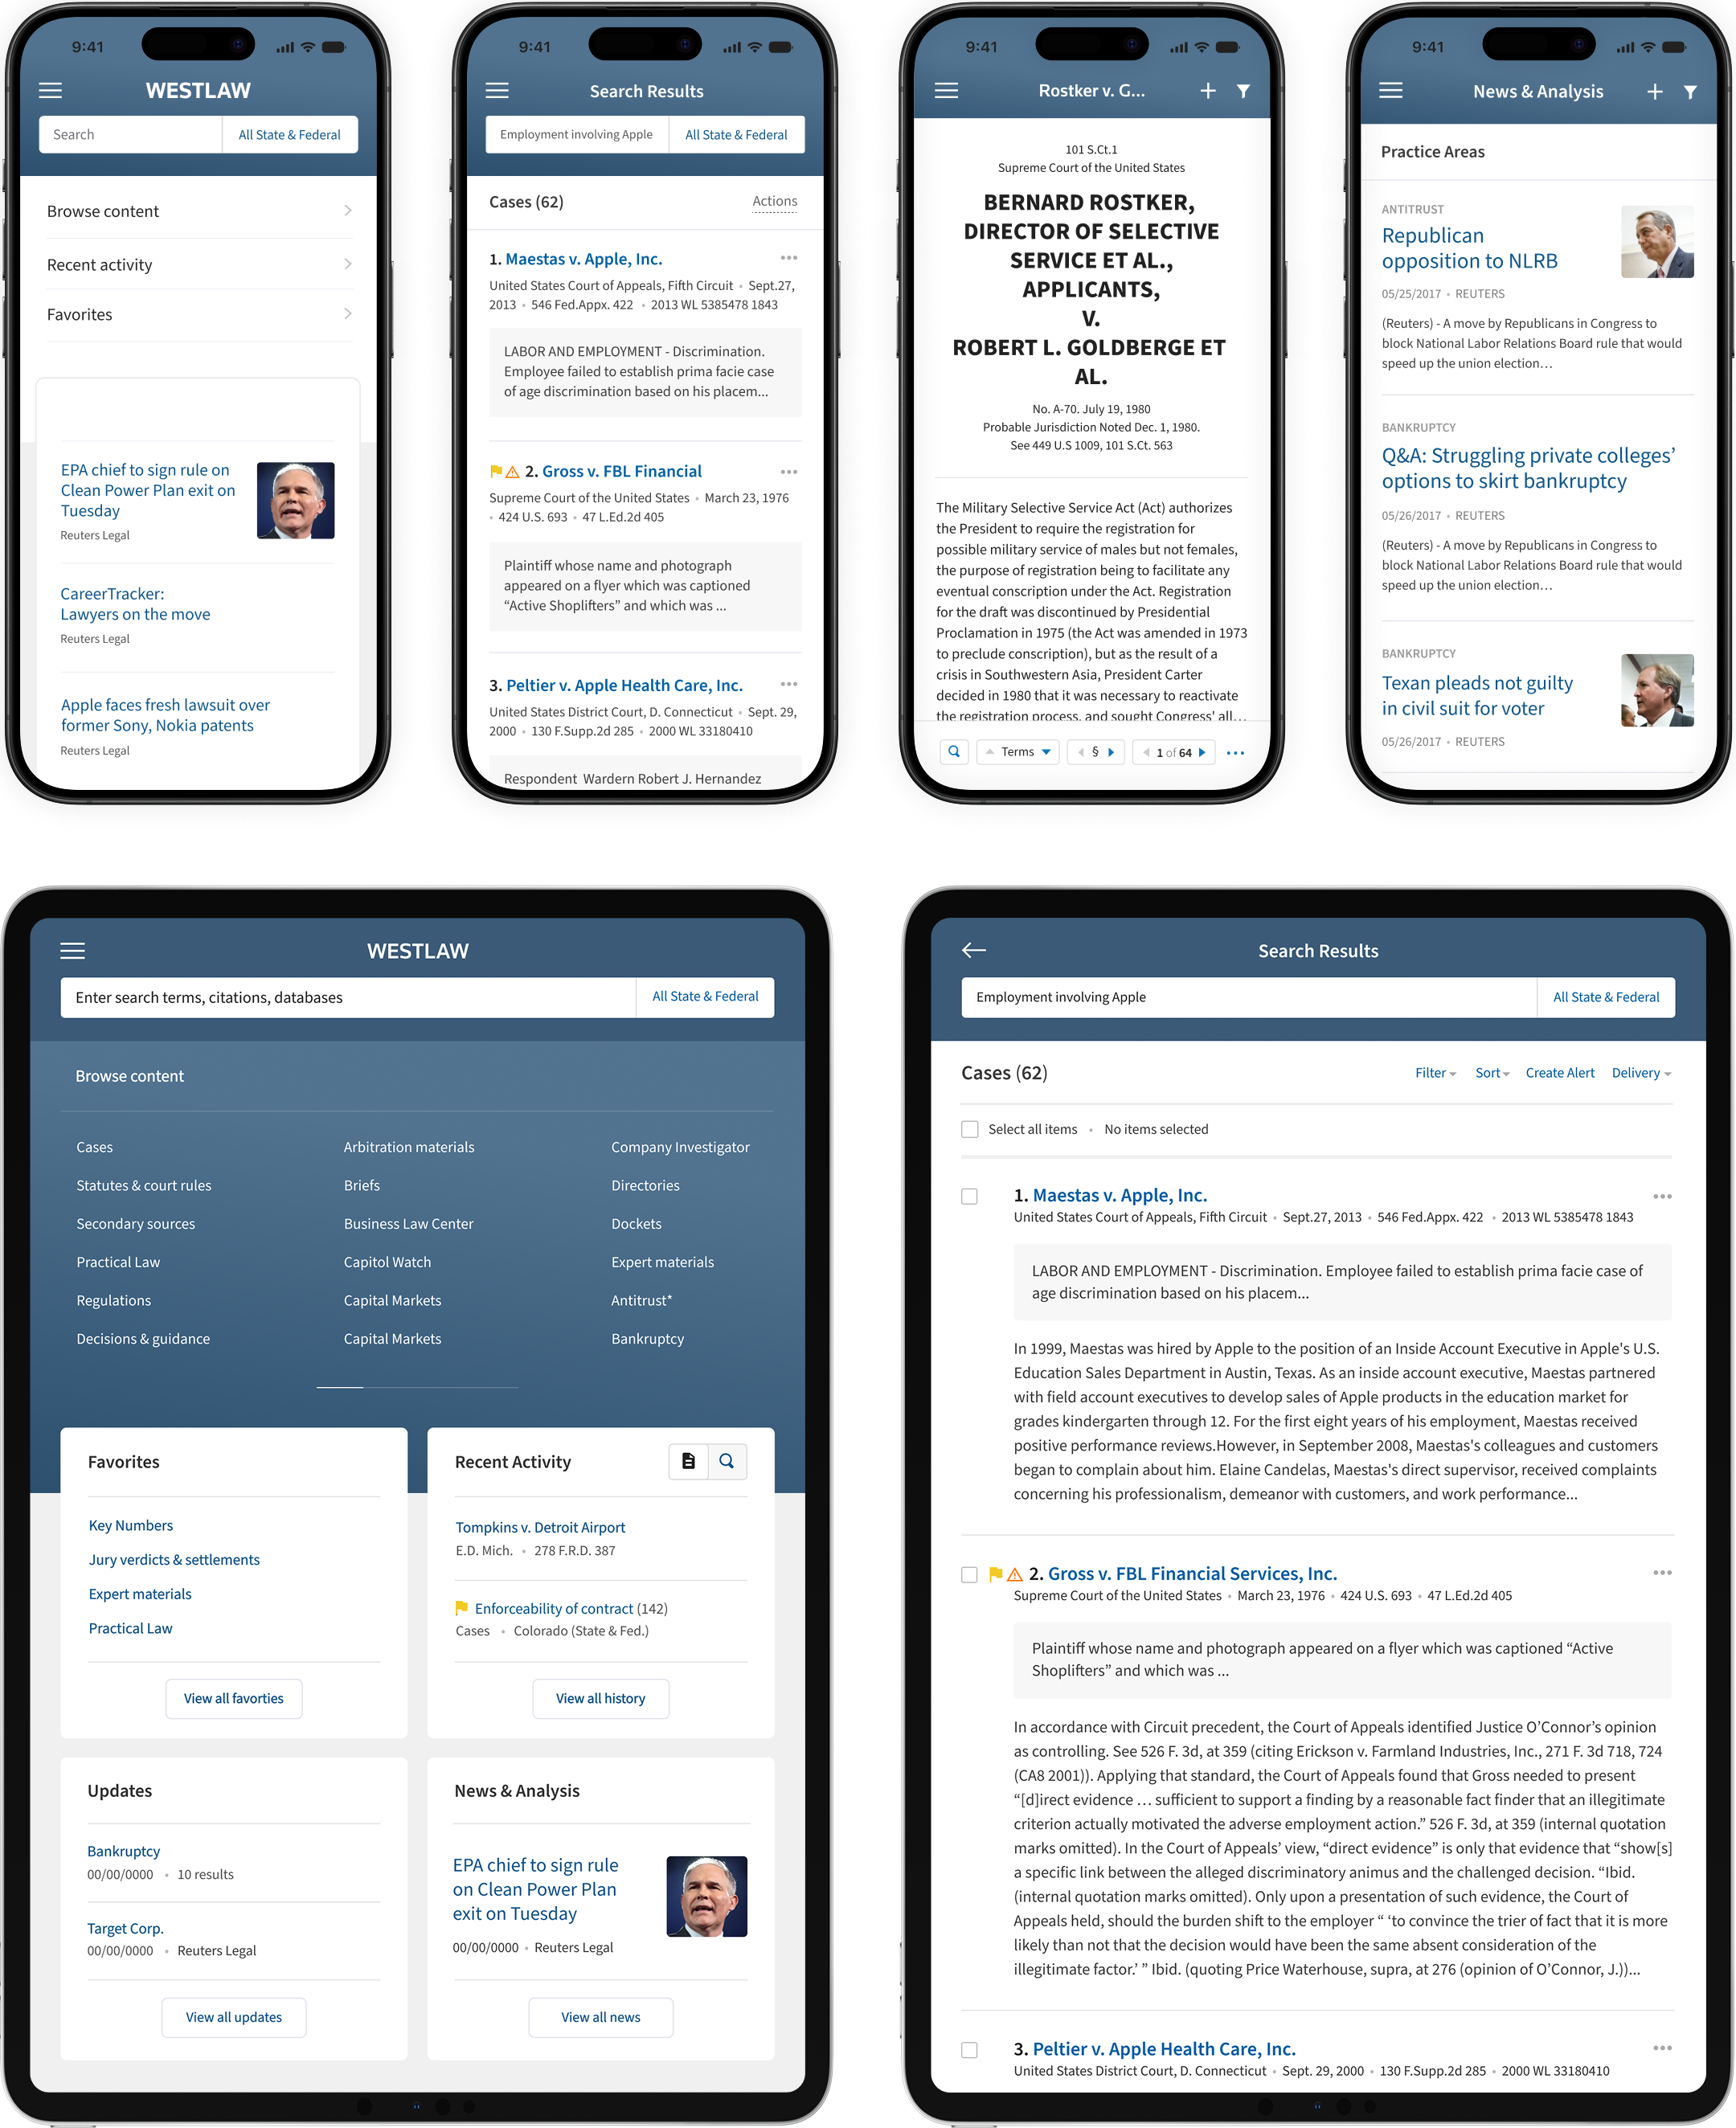 9:41
WESTLAW
Search
All State & Federal
Browse content
Recent activity
Favorites
EPA chief to sign rule on
Clean Power Plan exit on
Tuesday
Reuters Legal
CareerTracker:
Lawyers on the move
Reuters Legal
Apple faces fresh lawsuit over
former Sony, Nokia patents
Reuters Legal
9:41
Search Results
Employment involving Apple
All State & Federal
Cases (62)
Actions
1. Maestas v. Apple, Inc.
United States Court of Appeals, Fifth Circuit • Sept.27,
2013 • 546 Fed.Appx. 422 • 2013 WL 5385478 1843
LABOR AND EMPLOYMENT - Discrimination.
Employee failed to establish prima facie case
of age discrimination based on his placem...
2. Gross v. FBL Financial
Supreme Court of the United States • March 23, 1976
• 424 U.S. 693 • 47 L.Ed.2d 405
Plaintiff whose name and photograph
appeared on a flyer which was captioned
“Active Shoplifters” and which was ...
3. Peltier v. Apple Health Care, Inc.
United States District Court, D. Connecticut • Sept. 29,
2000 • 130 F.Supp.2d 285 • 2000 WL 33180410
Respondent Wardern Robert J. Hernandez
9:41
Rostker v. G...
101 S.Ct.1
Supreme Court of the United States
BERNARD ROSTKER,
DIRECTOR OF SELECTIVE
SERVICE ET AL.,
APPLICANTS,
V.
ROBERT L. GOLDBERGE ET
AL.
No. A-70. July 19, 1980
Probable Jurisdiction Noted Dec. 1, 1980.
See 449 U.S 1009, 101 S.Ct. 563
The Military Selective Service Act (Act) authorizes
the President to require the registration for
possible military service of males but not females,
the purpose of registration being to facilitate any
eventual conscription under the Act. Registration
for the draft was discontinued by Presidential
Proclamation in 1975 (the Act was amended in 1973
to preclude conscription), but as the result of a
crisis in Southwestern Asia, President Carter
decided in 1980 that it was necessary to reactivate
the registration process, and sought Congress' all...
Terms
§
1 of 64
9:41
News & Analysis
Practice Areas
ANTITRUST
Republican
opposition to NLRB
05/25/2017 • REUTERS
(Reuters) - A move by Republicans in Congress to
block National Labor Relations Board rule that would
speed up the union election…
BANKRUPTCY
Q&A: Struggling private colleges’
options to skirt bankruptcy
05/26/2017 • REUTERS
(Reuters) - A move by Republicans in Congress to
block National Labor Relations Board rule that would
speed up the union election…
BANKRUPTCY
Texan pleads not guilty
in civil suit for voter
05/26/2017 • REUTERS
WESTLAW
Enter search terms, citations, databases
All State & Federal
Browse content
Cases
Statutes & court rules
Secondary sources
Practical Law
Regulations
Decisions & guidance
Arbitration materials
Briefs
Business Law Center
Capitol Watch
Capital Markets
Capital Markets
Company Investigator
Directories
Dockets
Expert materials
Antitrust*
Bankruptcy
Favorites
Key Numbers
Jury verdicts & settlements
Expert materials
Practical Law
View all favorties
Recent Activity
Tompkins v. Detroit Airport
E.D. Mich. • 278 F.R.D. 387
Enforceability of contract (142)
Cases • Colorado (State & Fed.)
View all history
Updates
Bankruptcy
00/00/0000 • 10 results
Target Corp.
00/00/0000 • Reuters Legal
View all updates
News & Analysis
EPA chief to sign rule
on Clean Power Plan
exit on Tuesday
00/00/0000 • Reuters Legal
View all news
Search Results
Employment involving Apple
All State & Federal
Cases (62)
Filter
Sort
Create Alert
Delivery
Select all items • No items selected
1. Maestas v. Apple, Inc.
United States Court of Appeals, Fifth Circuit • Sept.27, 2013 • 546 Fed.Appx. 422 • 2013 WL 5385478 1843
LABOR AND EMPLOYMENT - Discrimination. Employee failed to establish prima facie case of
age discrimination based on his placem...
In 1999, Maestas was hired by Apple to the position of an Inside Account Executive in Apple's U.S.
Education Sales Department in Austin, Texas. As an inside account executive, Maestas partnered
with field account executives to develop sales of Apple products in the education market for
grades kindergarten through 12. For the first eight years of his employment, Maestas received
positive performance reviews.However, in September 2008, Maestas's colleagues and customers
began to complain about him. Elaine Candelas, Maestas's direct supervisor, received complaints
concerning his professionalism, demeanor with customers, and work performance...
2. Gross v. FBL Financial Services, Inc.
Supreme Court of the United States • March 23, 1976 • 424 U.S. 693 • 47 L.Ed.2d 405
Plaintiff whose name and photograph appeared on a flyer which was captioned “Active
Shoplifters” and which was ...
In accordance with Circuit precedent, the Court of Appeals identified Justice O’Connor’s opinion
as controlling. See 526 F. 3d, at 359 (citing Erickson v. Farmland Industries, Inc., 271 F. 3d 718, 724
(CA8 2001)). Applying that standard, the Court of Appeals found that Gross needed to present
“[d]irect evidence … sufficient to support a finding by a reasonable fact finder that an illegitimate
criterion actually motivated the adverse employment action.” 526 F. 3d, at 359 (internal quotation
marks omitted). In the Court of Appeals’ view, “direct evidence” is only that evidence that “show[s]
a specific link between the alleged discriminatory animus and the challenged decision. “Ibid.
(internal quotation marks omitted). Only upon a presentation of such evidence, the Court of
Appeals held, should the burden shift to the employer “ ‘to convince the trier of fact that it is more
likely than not that the decision would have been the same absent consideration of the
illegitimate factor.’ ” Ibid. (quoting Price Waterhouse, supra, at 276 (opinion of O’Connor, J.))...
3. Peltier v. Apple Health Care, Inc.
United States District Court, D. Connecticut • Sept. 29, 2000 • 130 F.Supp.2d 285 • 2000 WL 33180410